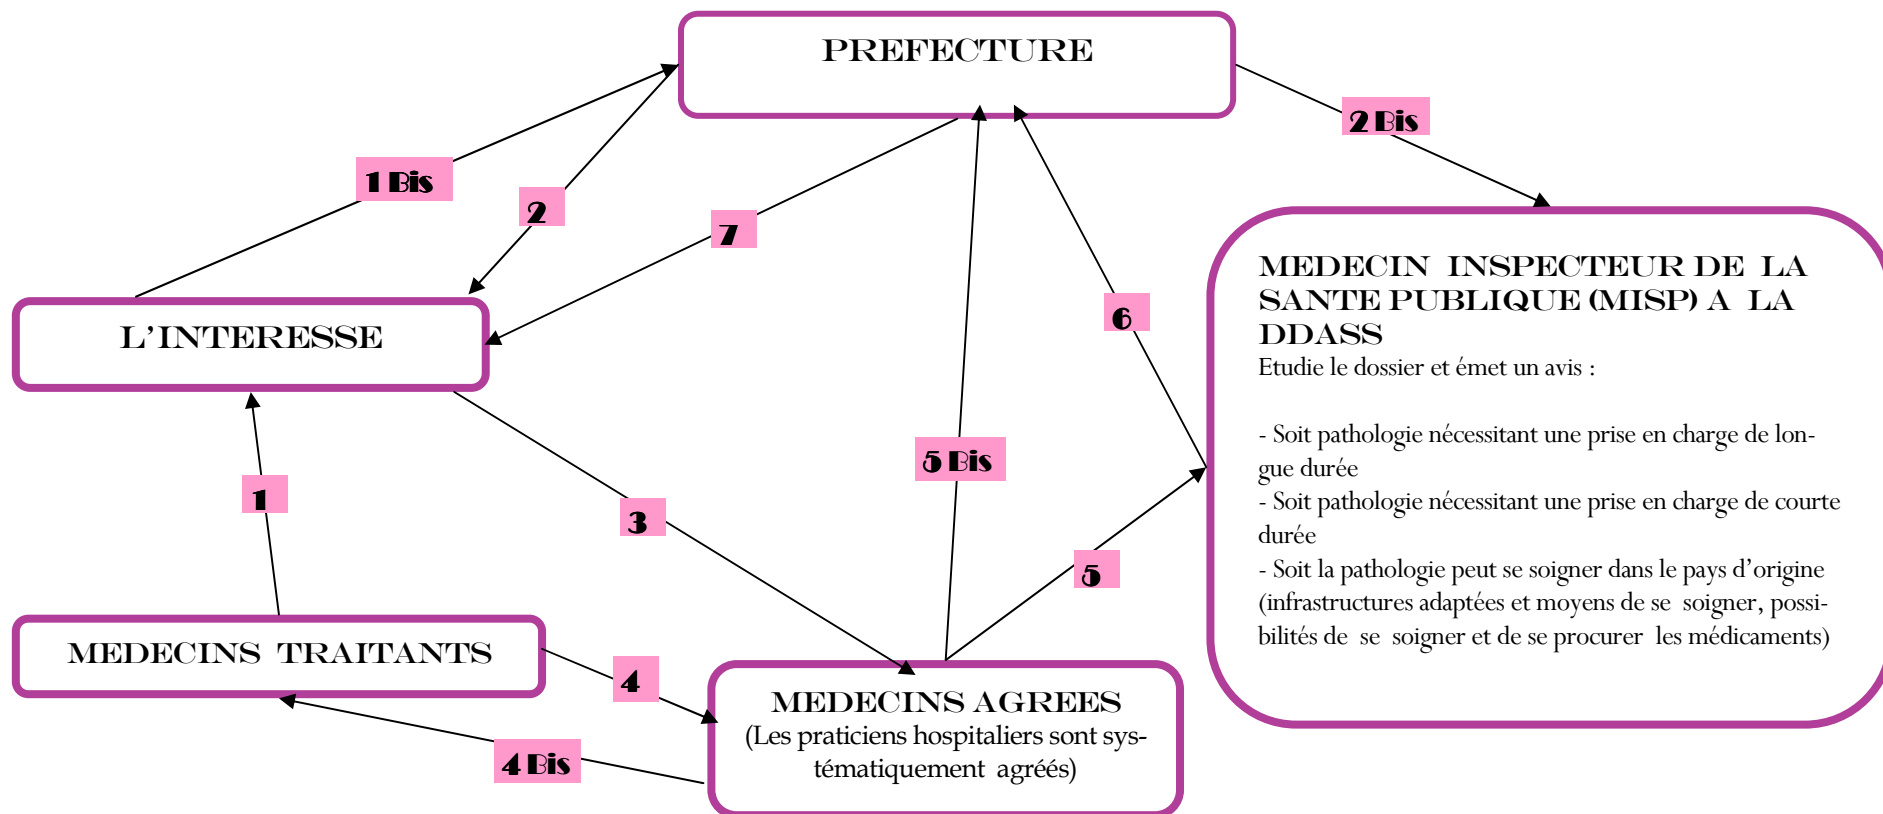 PREFECTURE
2 Bis
1 Bis
2
7
MEDECIN INSPECTEUR DE LA
SANTE PUBLIQUE (MISP) A LA
DDASS
Etudie le dossier et émet un avis :
- Soit pathologie nécessitant une prise en charge de lon-
gue durée
- Soit pathologie nécessitant une prise en charge de courte
durée
- Soit la pathologie peut se soigner dans le pays d'origine
(infrastructures adaptées et moyens de se soigner, possi-
bilités de se soigner et de se procurer les médicaments)
6
L'INTERESSE
5 Bis
1
3
5
MEDECINS TRAITANTS
4
MEDECINS AGREES
(Les praticiens hospitaliers sont sys-
tématiquement agréés)
4 Bis